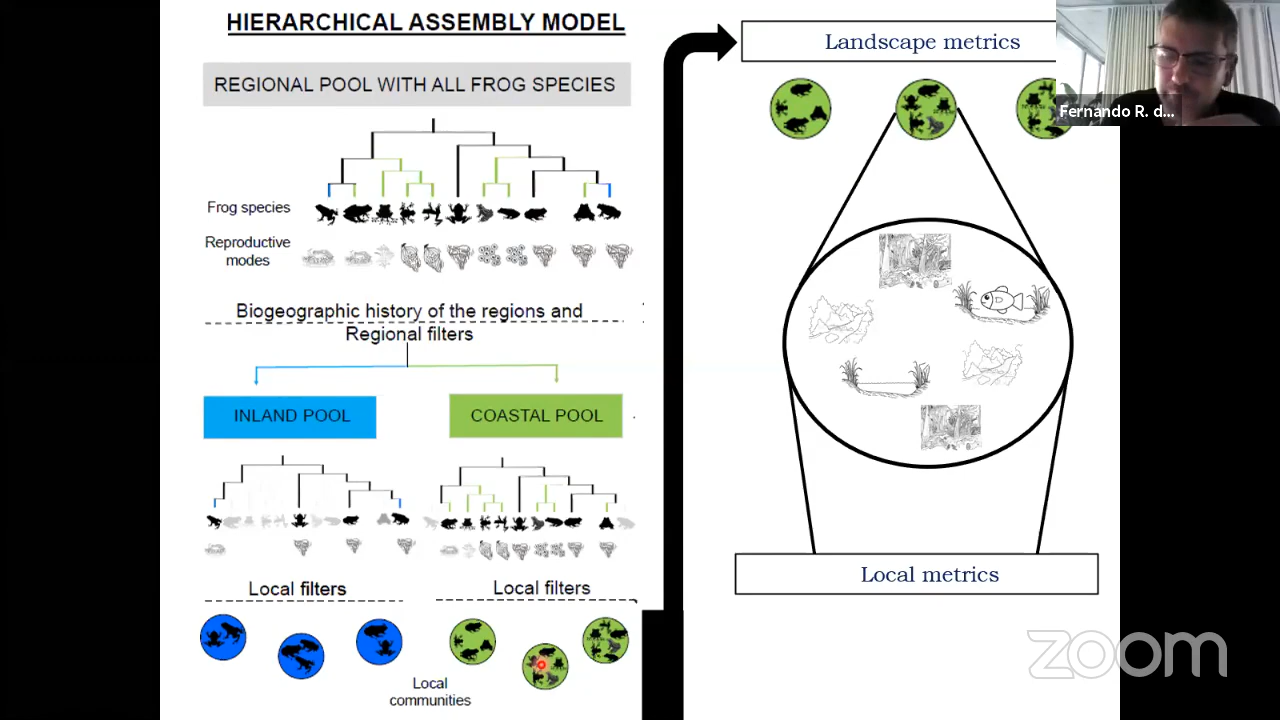 HIERARCHICAL ASSEMBLY MODEL
REGIONAL POOL WITH ALL FROG SPECIES
Frog species
Reproductive
modes
Biogeographic history of the regions and
Regional filters
INLAND POOL
COASTAL POOL
Local filters
Local filters
Local
communities
Landscape metrics
Local metrics
Fernando R. d...
zoom